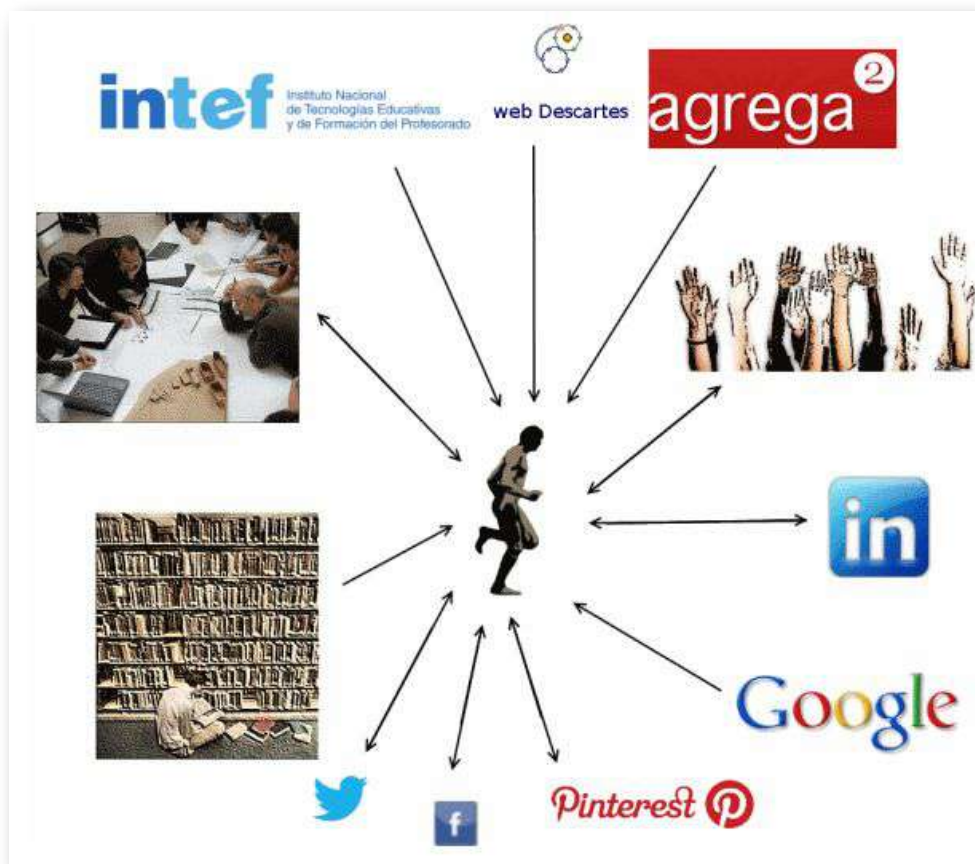 intef
Instituto Nacional
de Tecnologías Educativas
y de Formación del Profesorado
web Descartes
agrega
2
in
Google
f
Pinterest